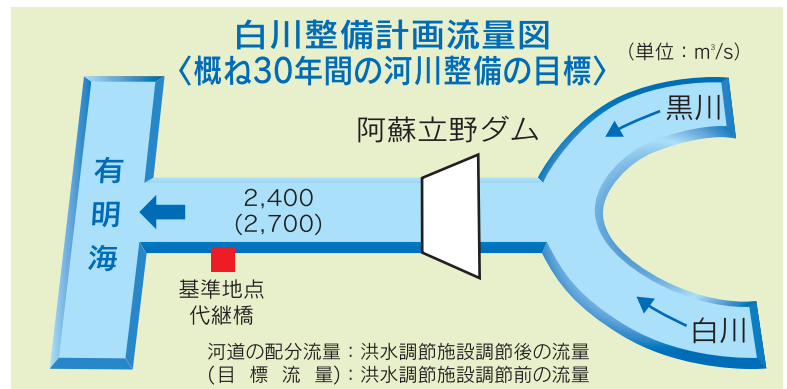 白川整備計画流量図
〈概ね30年間の河川整備の目標〉
(単位：m³/s)
黒川
阿蘇立野ダム
有明海
2,400
(2,700)
基準地点
代継橋
白川
河道の配分流量：洪水調節施設調節後の流量
(目標流量)：洪水調節施設調節前の流量